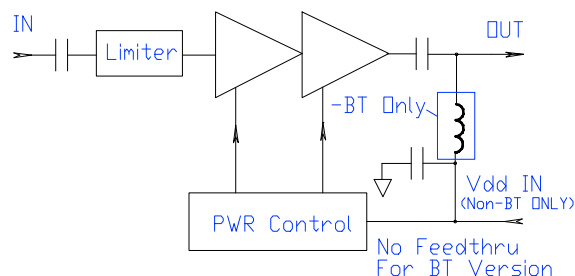 IN
OUT
Limiter
-BT Only
Vdd IN
(Non-BT ONLY)
PWR Control
No Feedthru
For BT Version